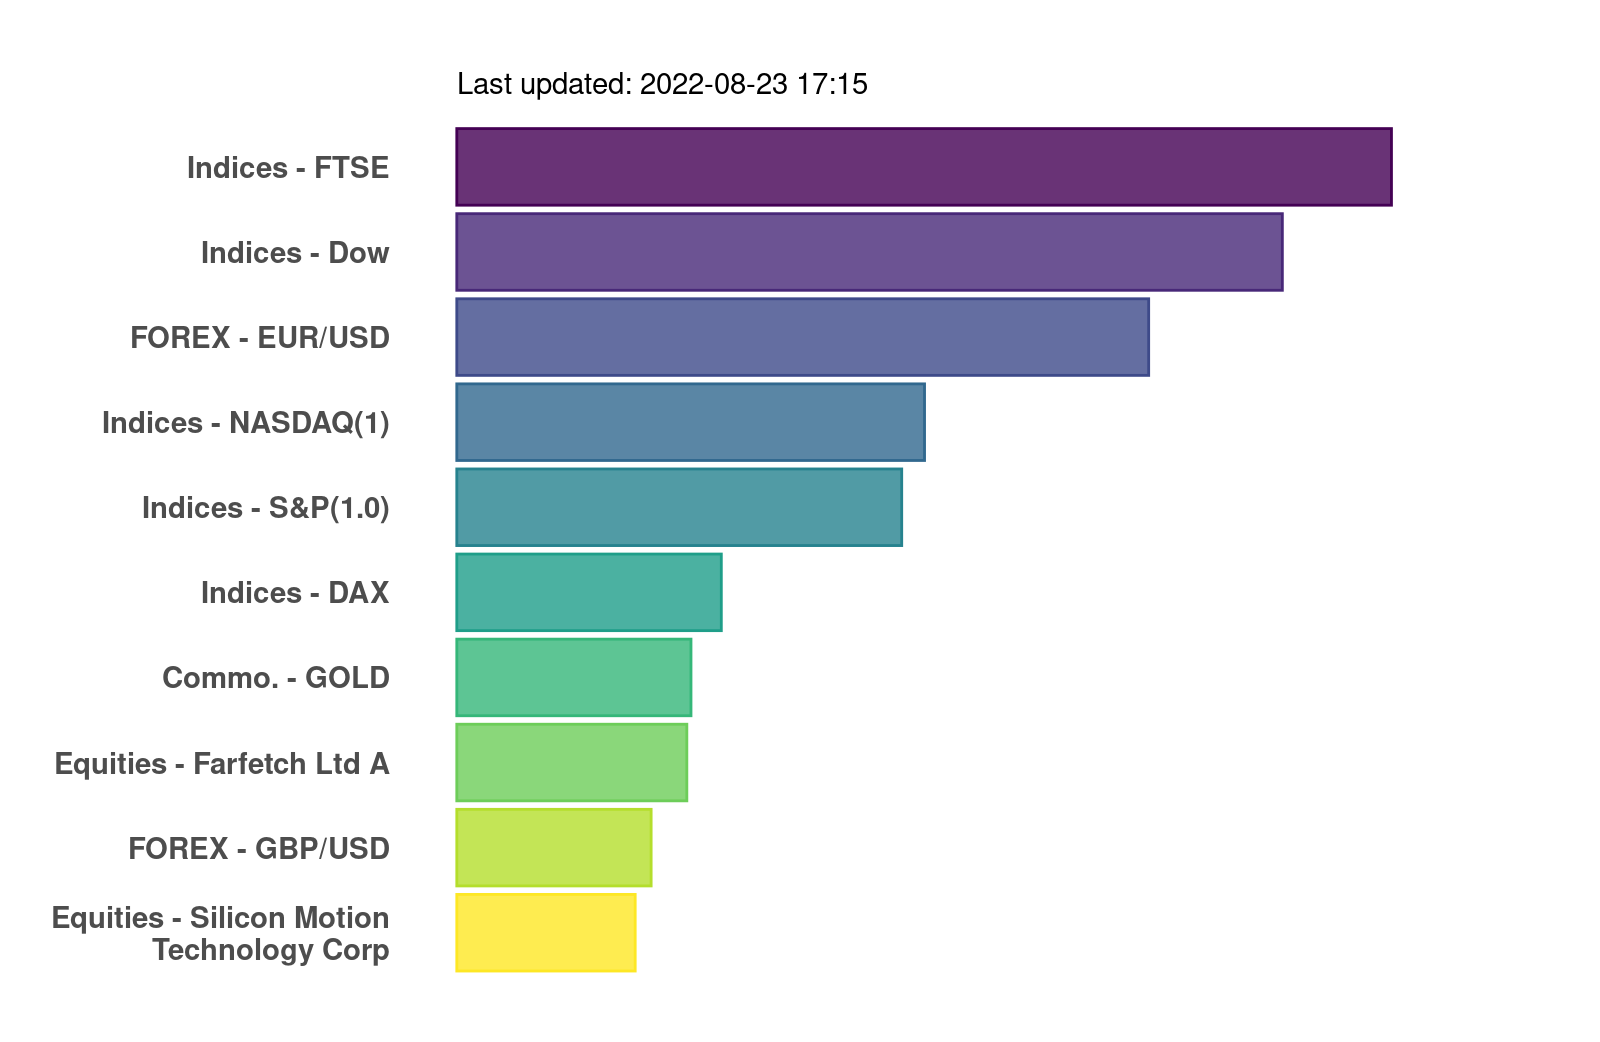 Last updated: 2022-08-23 17:15
Indices - FTSE
Indices - Dow
FOREX - EUR/USD
Indices - NASDAQ(1)
Indices - S&P(1.0)
Indices - DAX
Commo. - GOLD
Equities - Farfetch Ltd A
FOREX - GBP/USD
Equities - Silicon Motion
Technology Corp